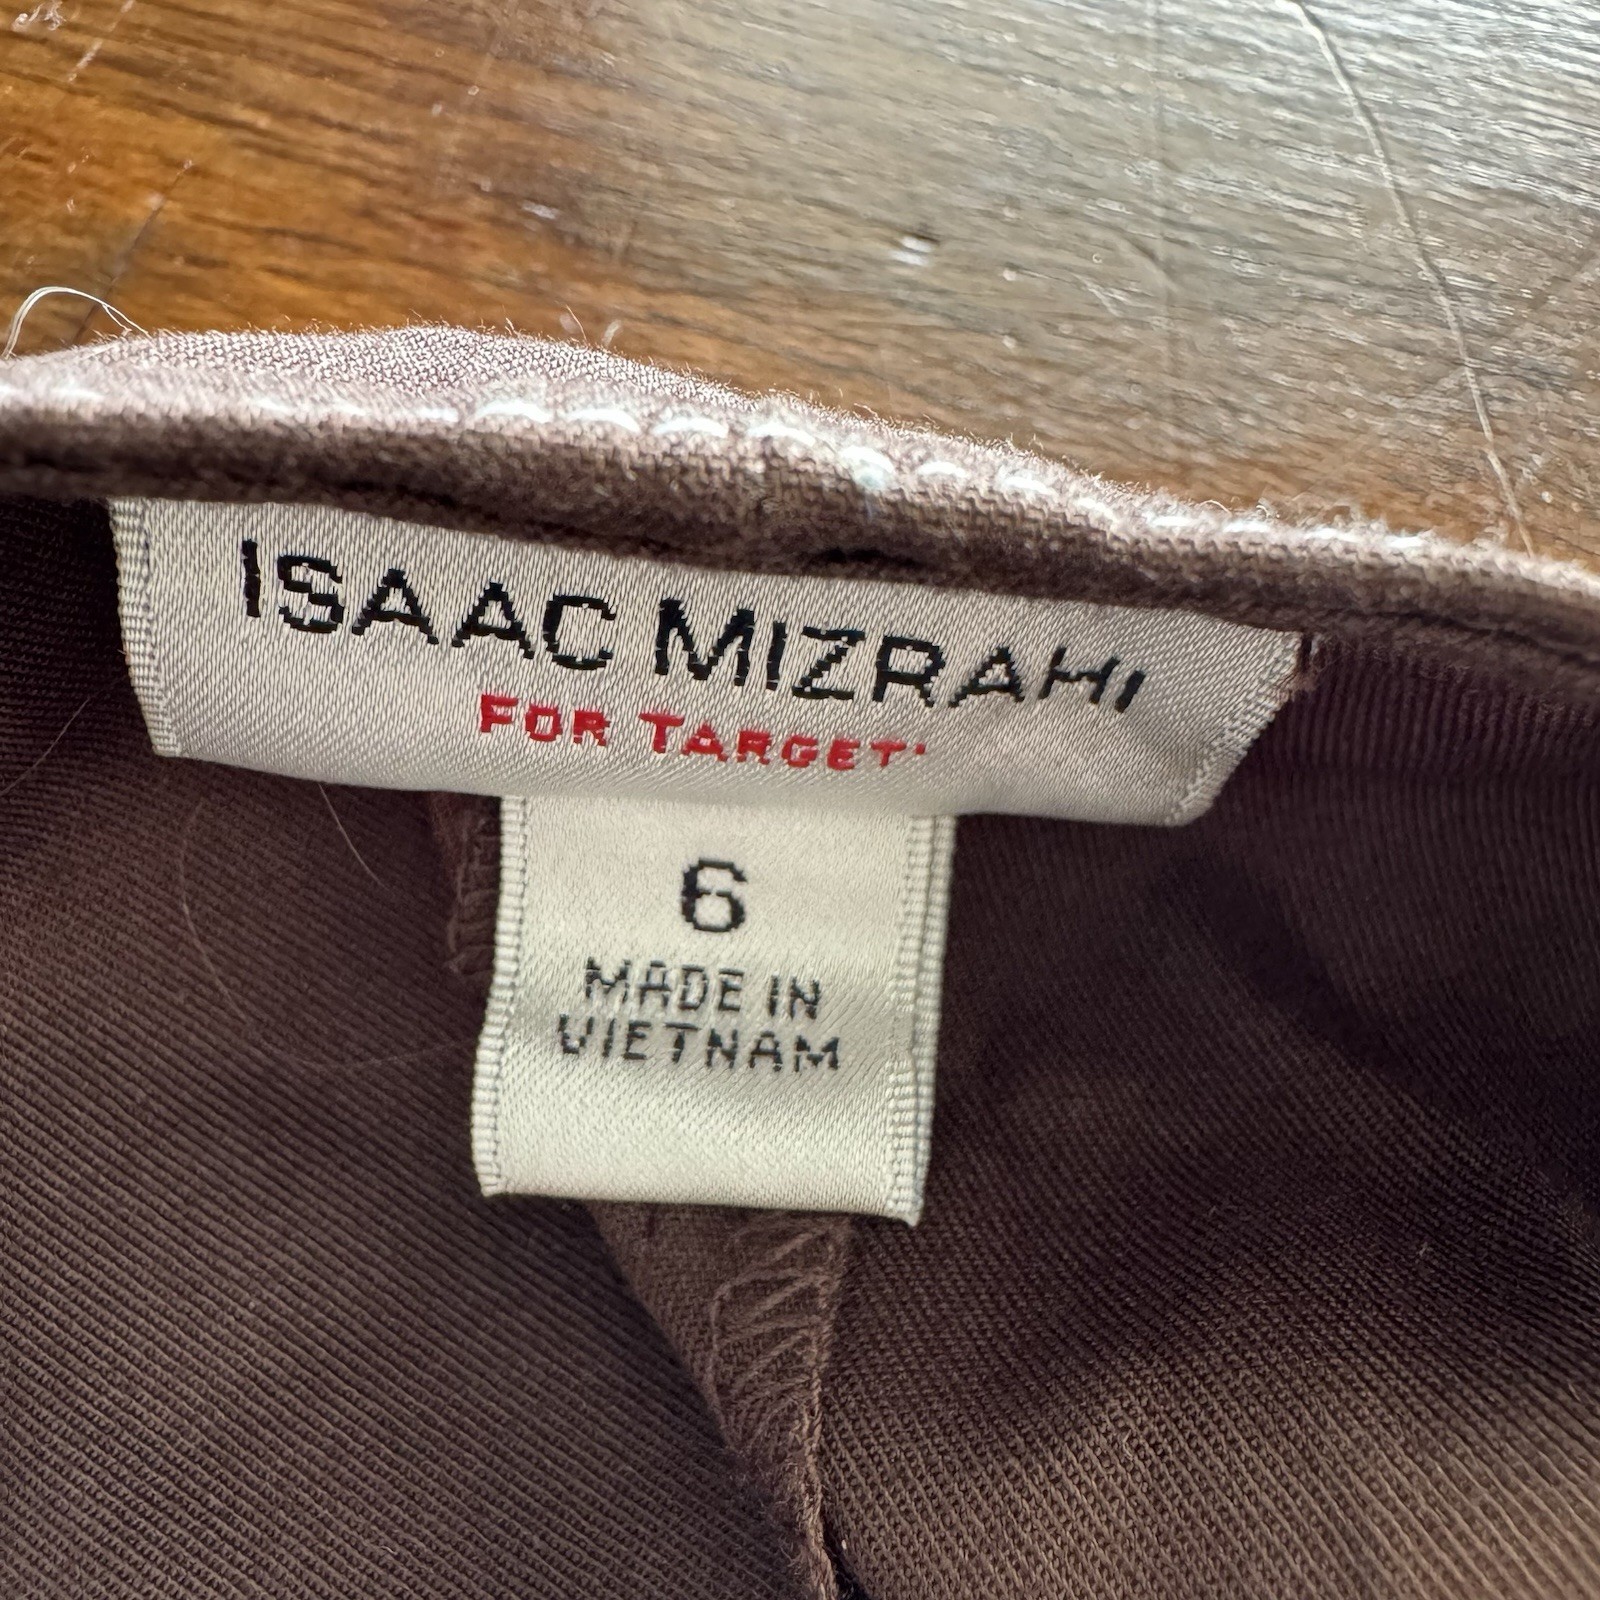 ISAAC MIZRAHI
FOR TARGET
6
MADE IN
VIETNAM